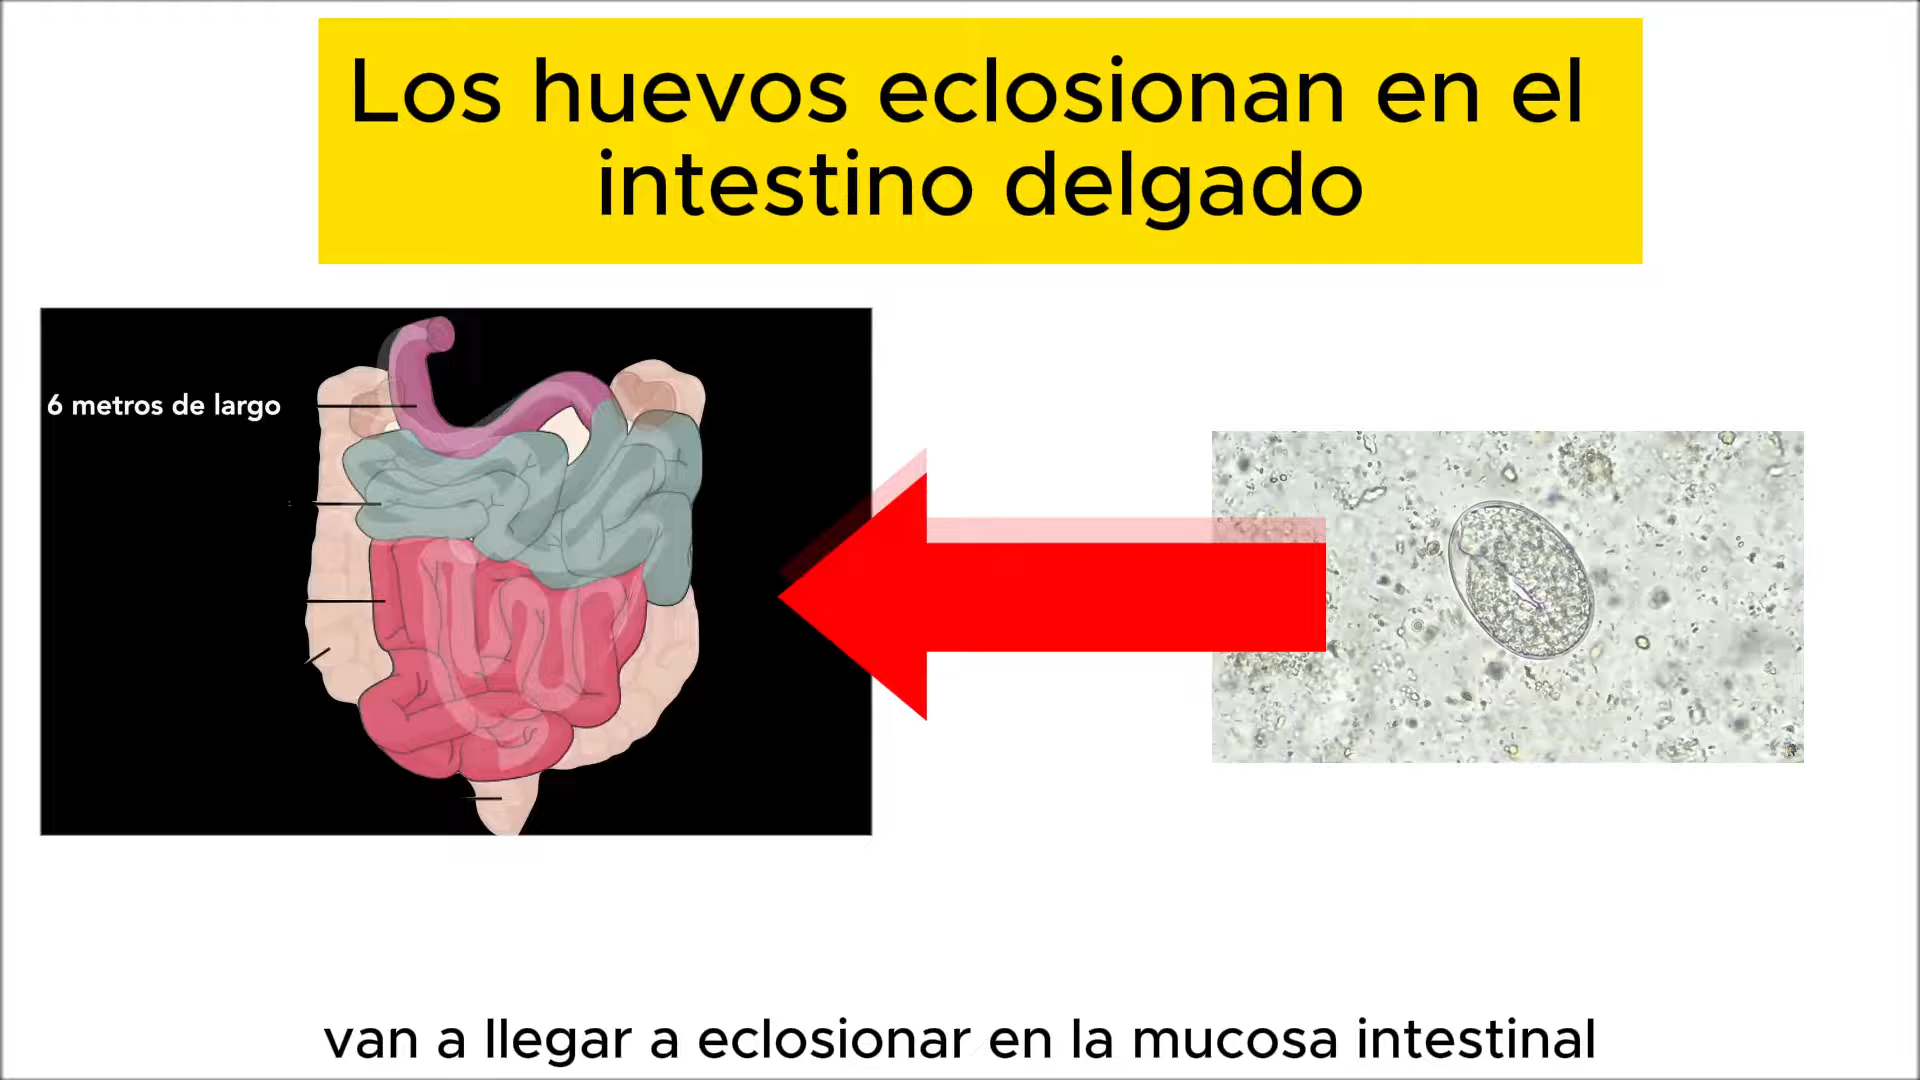 Los huevos eclosionan en el
intestino delgado
6 metros de largo
van a llegar a eclosionar en la mucosa intestinal